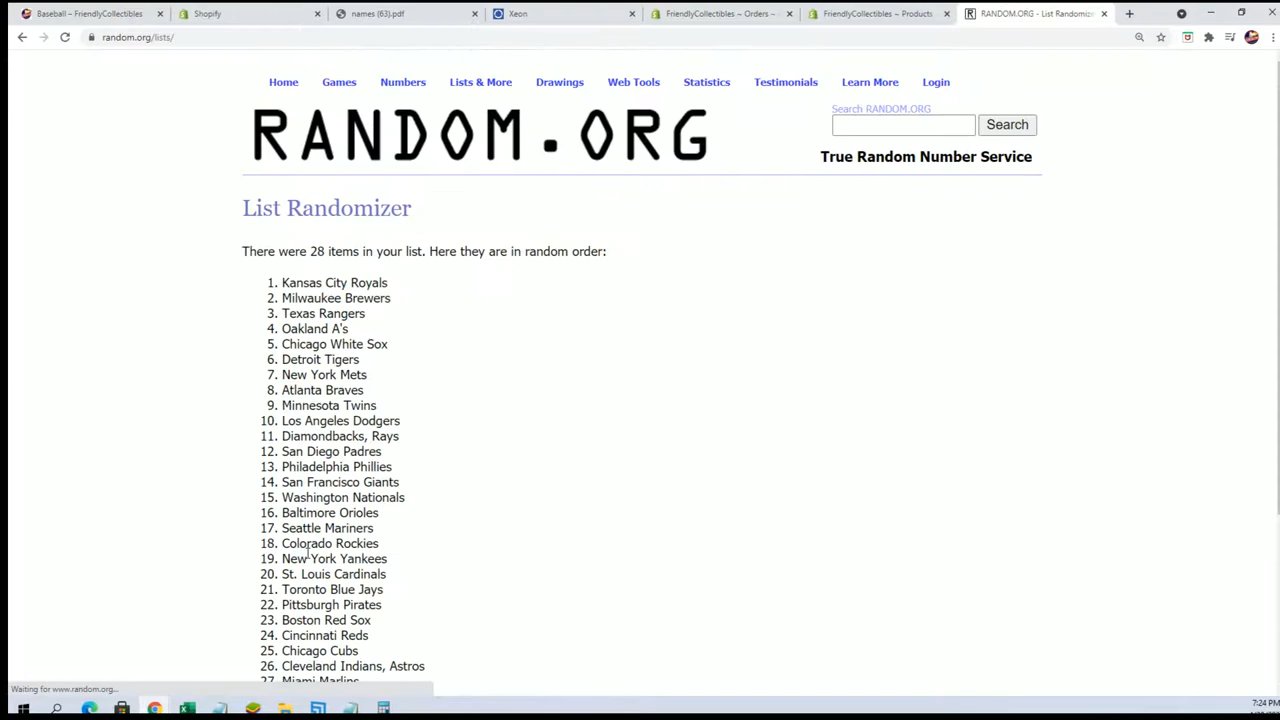 Baseball – FriendlyCollectibles
Shopify
names (63).pdf
Xeon
FriendlyCollectibles ~ Orders ~
FriendlyCollectibles ~ Products
RANDOM.ORG - List Randomize
random.org/lists/
Home Games Numbers Lists & More Drawings Web Tools Statistics Testimonials Learn More Login
RANDOM.ORG
Search RANDOM.ORG
Search
True Random Number Service
List Randomizer
There were 28 items in your list. Here they are in random order:
1. Kansas City Royals
2. Milwaukee Brewers
3. Texas Rangers
4. Oakland A's
5. Chicago White Sox
6. Detroit Tigers
7. New York Mets
8. Atlanta Braves
9. Minnesota Twins
10. Los Angeles Dodgers
11. Diamondbacks, Rays
12. San Diego Padres
13. Philadelphia Phillies
14. San Francisco Giants
15. Washington Nationals
16. Baltimore Orioles
17. Seattle Mariners
18. Colorado Rockies
19. New York Yankees
20. St. Louis Cardinals
21. Toronto Blue Jays
22. Pittsburgh Pirates
23. Boston Red Sox
24. Cincinnati Reds
25. Chicago Cubs
26. Cleveland Indians, Astros
27. Miami Marlins
Waiting for www.random.org...
7:24 PM